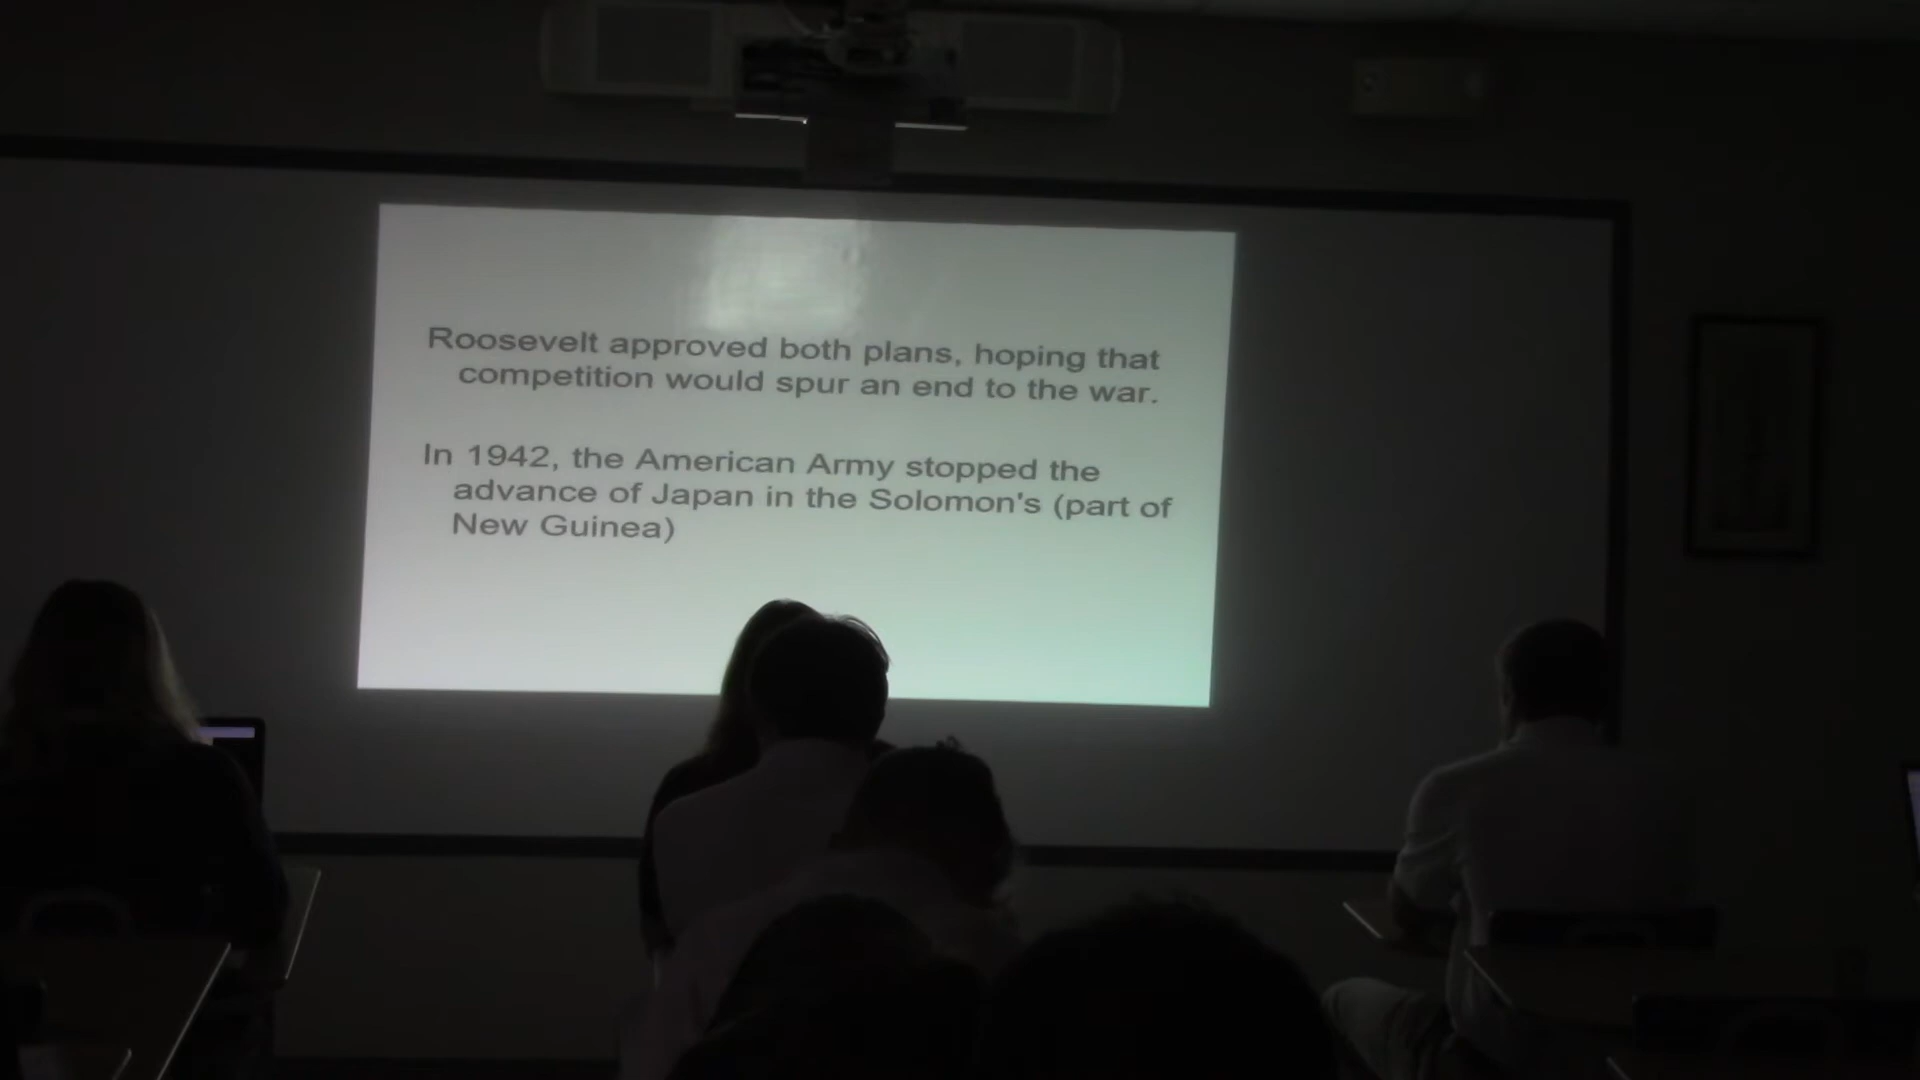 Roosevelt approved both plans, hoping that
competition would spur an end to the war.
In 1942, the American Army stopped the
advance of Japan in the Solomon's (part of
New Guinea)